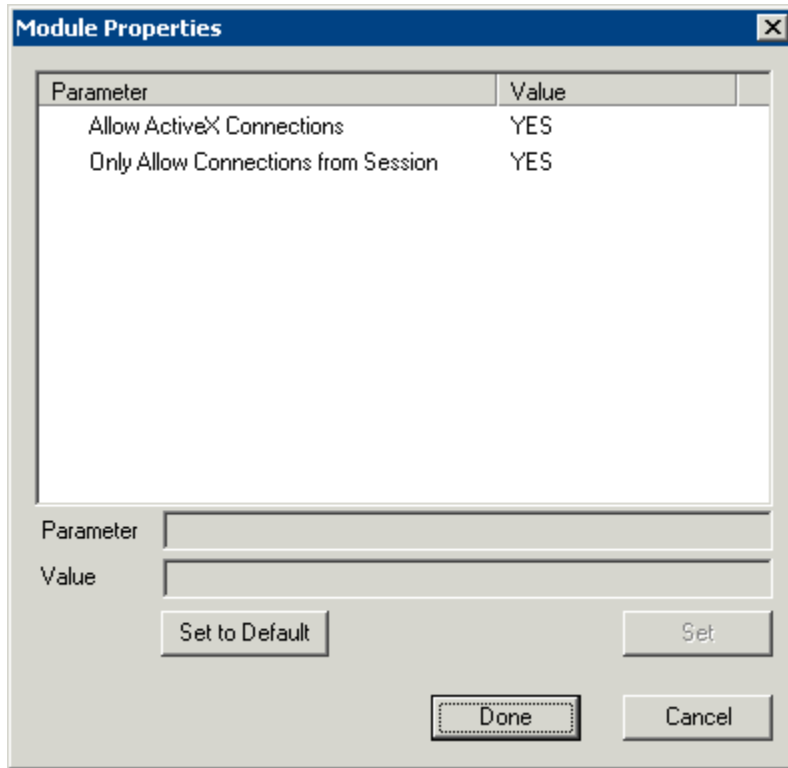 Module Properties
Parameter Value
Allow ActiveX Connections YES
Only Allow Connections from Session YES
Parameter
Value
Set to Default Set
Done Cancel